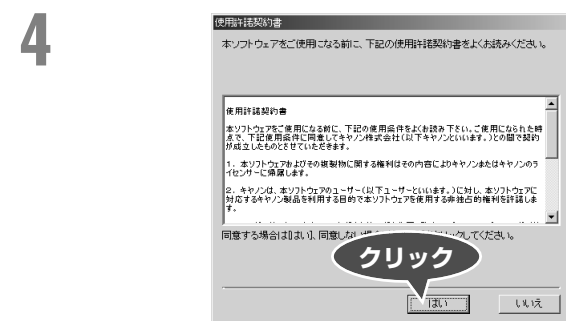 4
使用許諾契約書
本ソフトウェアをご使用になる前に、下記の使用許諾契約書をよくお読みください。
使用許諾契約書
本ソフトウェアをご使用になる前に、下記の使用条件をよくお読み下さい。ご使用になられた時
点で、下記使用条件に同意してキヤノン株式会社(以下キヤノンといいます。)との間で契約
が成立したものとさせていただきます。
1. 本ソフトウェアおよびその複製物に関する権利はその内容によりキヤノンまたはキヤノンのラ
イセンサーに帰属します。
2. キヤノンは、本ソフトウェアのユーザー(以下ユーザーといいます。)に対し、本ソフトウェアに
対応するキヤノン製品を利用する目的で本ソフトウェアを使用する非独占的権利を許諾しま
す。
同意する場合は[はい]、同意しない
してください。
クリック
はい
いいえ